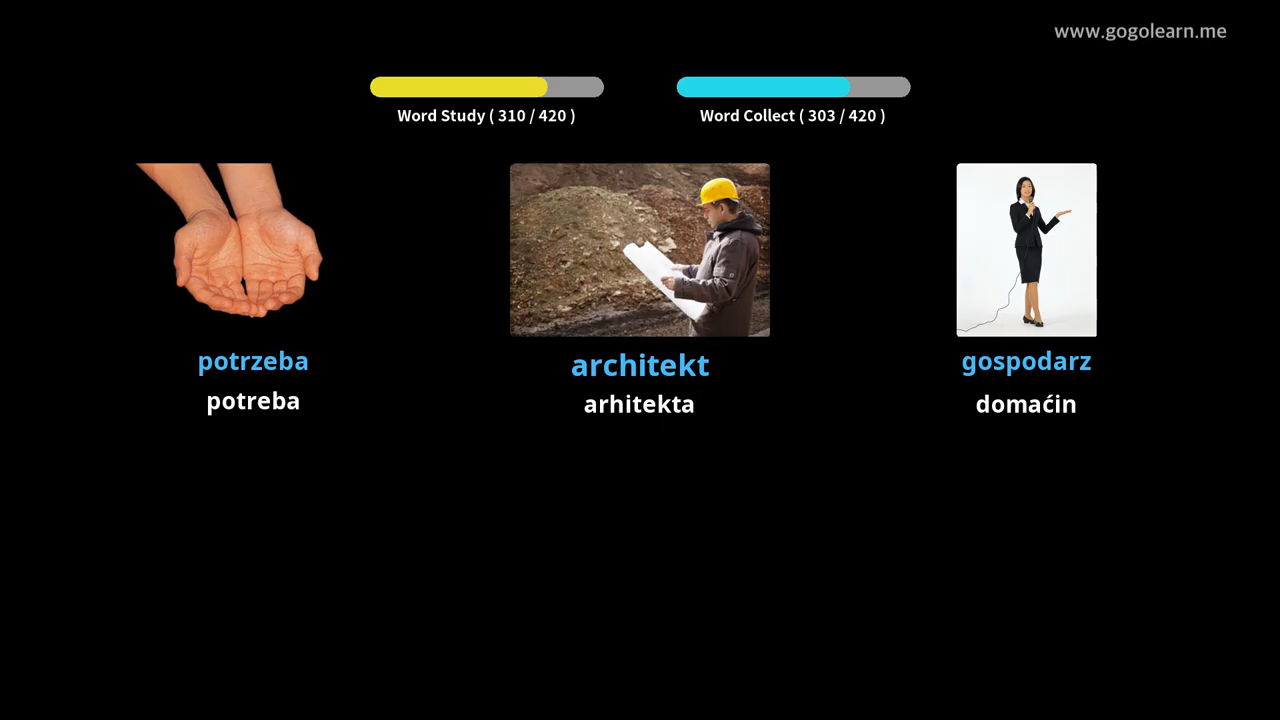 www.gogolearn.me
Word Study ( 310 / 420 )
Word Collect ( 303 / 420 )
potrzeba
architekt
gospodarz
potreba
arhitekta
domaćin